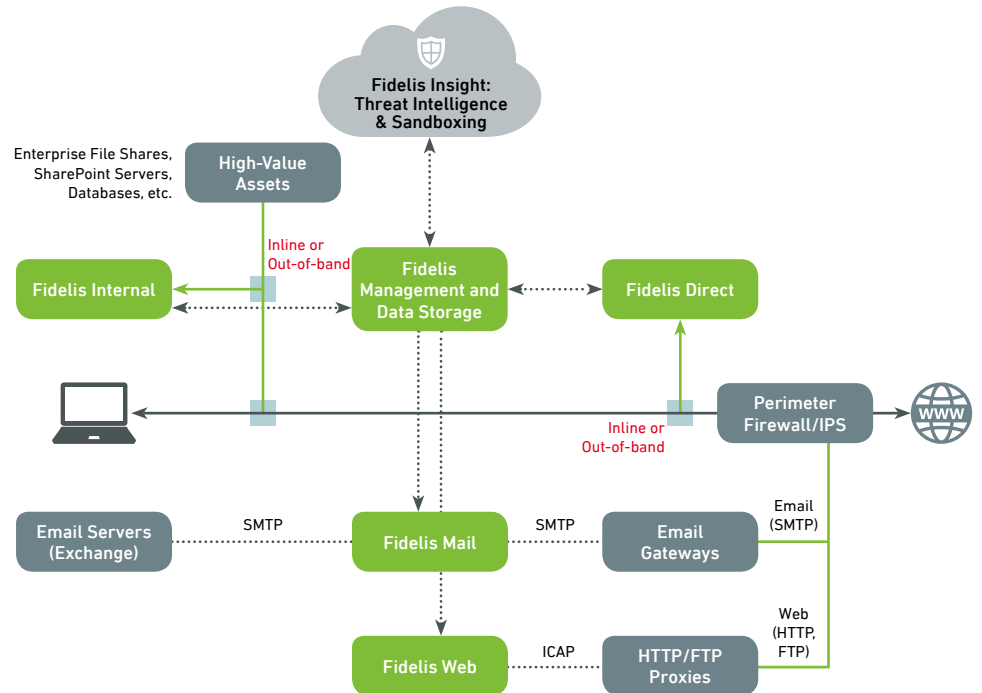 Fidelis Insight:
Threat Intelligence
& Sandboxing
Enterprise File Shares,
SharePoint Servers,
Databases, etc.
High-Value
Assets
Inline or
Out-of-band
Fidelis Internal
Fidelis
Management and
Data Storage
Fidelis Direct
Perimeter
Firewall/IPS
WWW
Inline or
Out-of-band
Email Servers
(Exchange)
SMTP
Fidelis Mail
SMTP
Email
Gateways
Email
(SMTP)
Fidelis Web
ICAP
HTTP/FTP
Proxies
Web
(HTTP,
FTP)